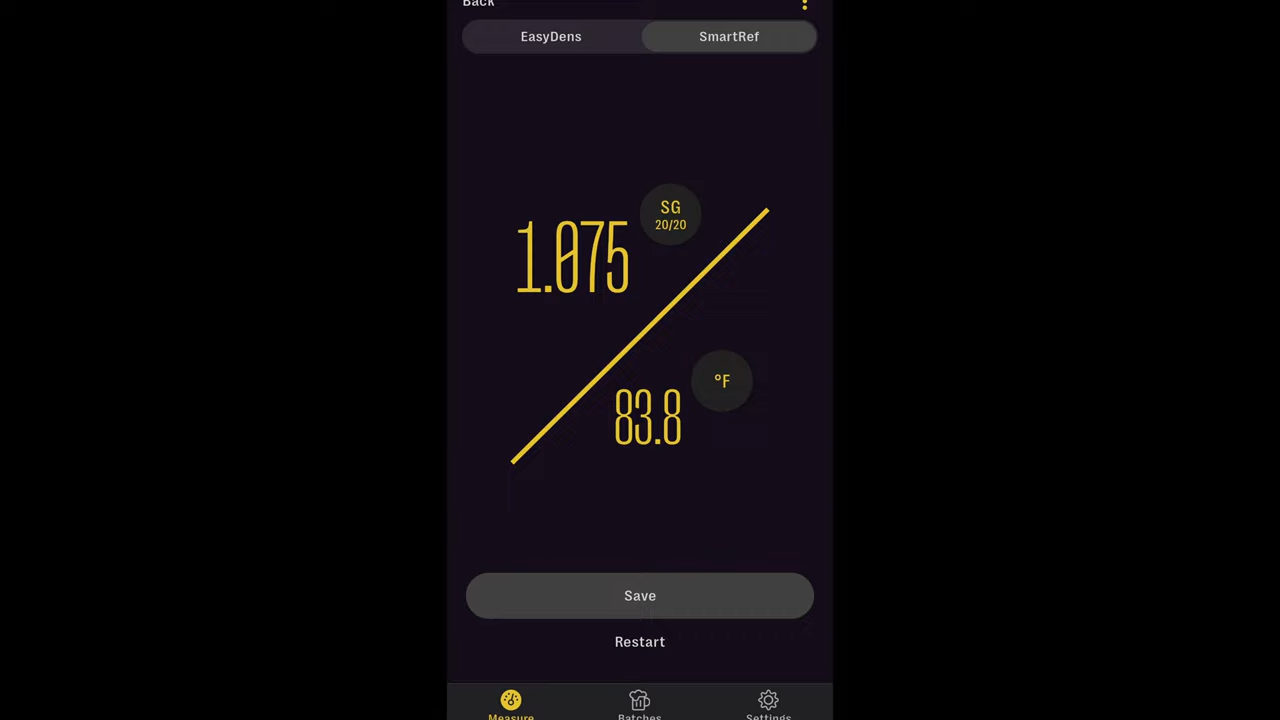 Back
EasyDens
SmartRef
1.075
SG
20/20
83.8
°F
Save
Restart
Measure
Batches
Settings